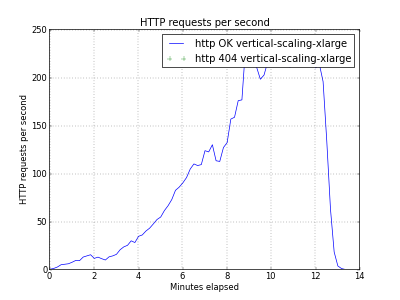 HTTP requests per second
http OK vertical-scaling-xlarge
http 404 vertical-scaling-xlarge
HTTP requests per second
250
200
150
100
50
0
0 2 4 6 8 10 12 14
Minutes elapsed